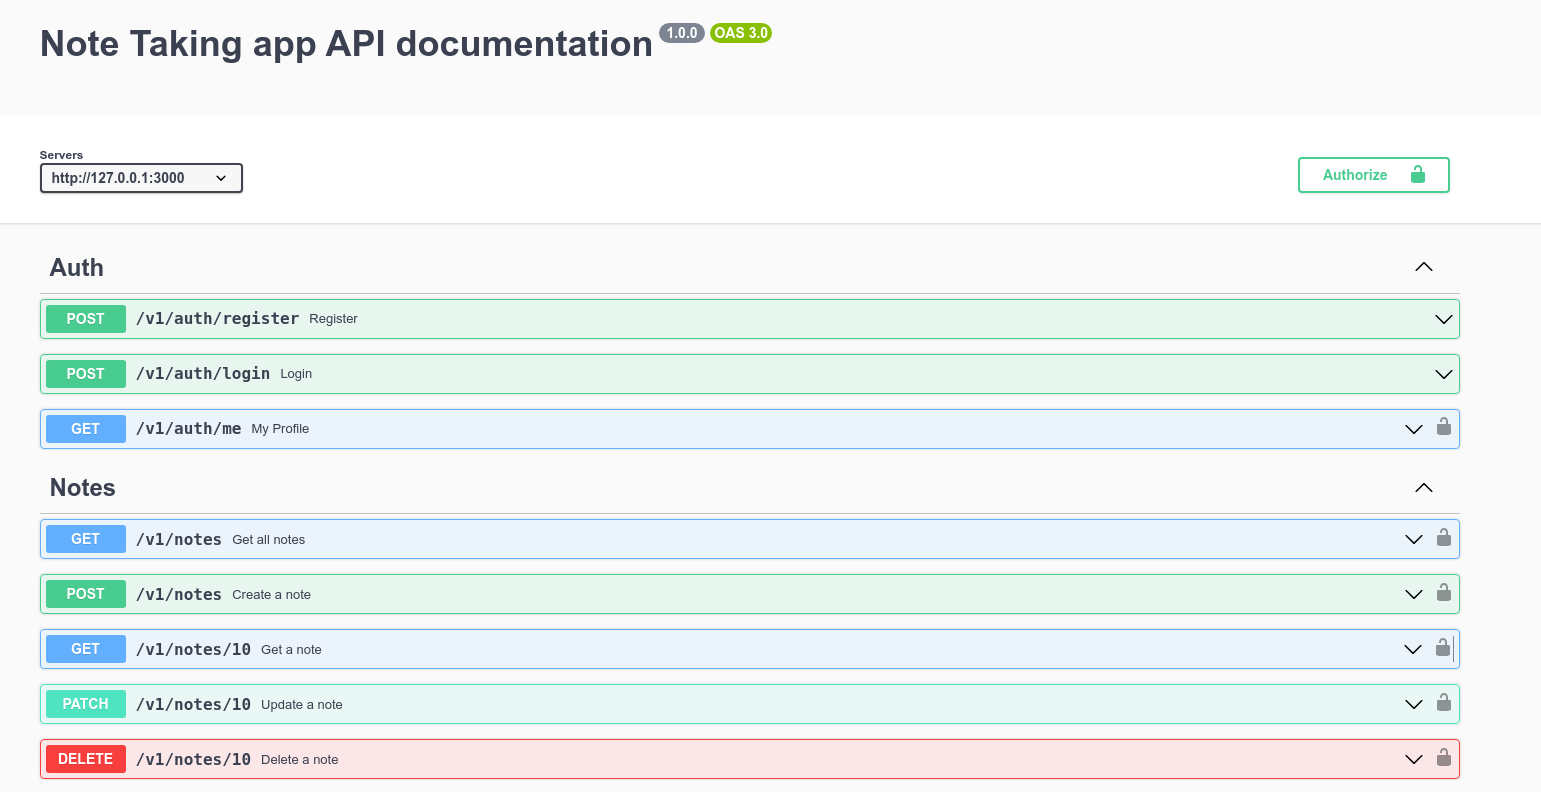 Note Taking app API documentation 1.0.0 OAS 3.0
Servers
http://127.0.0.1:3000
Authorize
Auth
POST /v1/auth/register Register
POST /v1/auth/login Login
GET /v1/auth/me My Profile
Notes
GET /v1/notes Get all notes
POST /v1/notes Create a note
GET /v1/notes/10 Get a note
PATCH /v1/notes/10 Update a note
DELETE /v1/notes/10 Delete a note